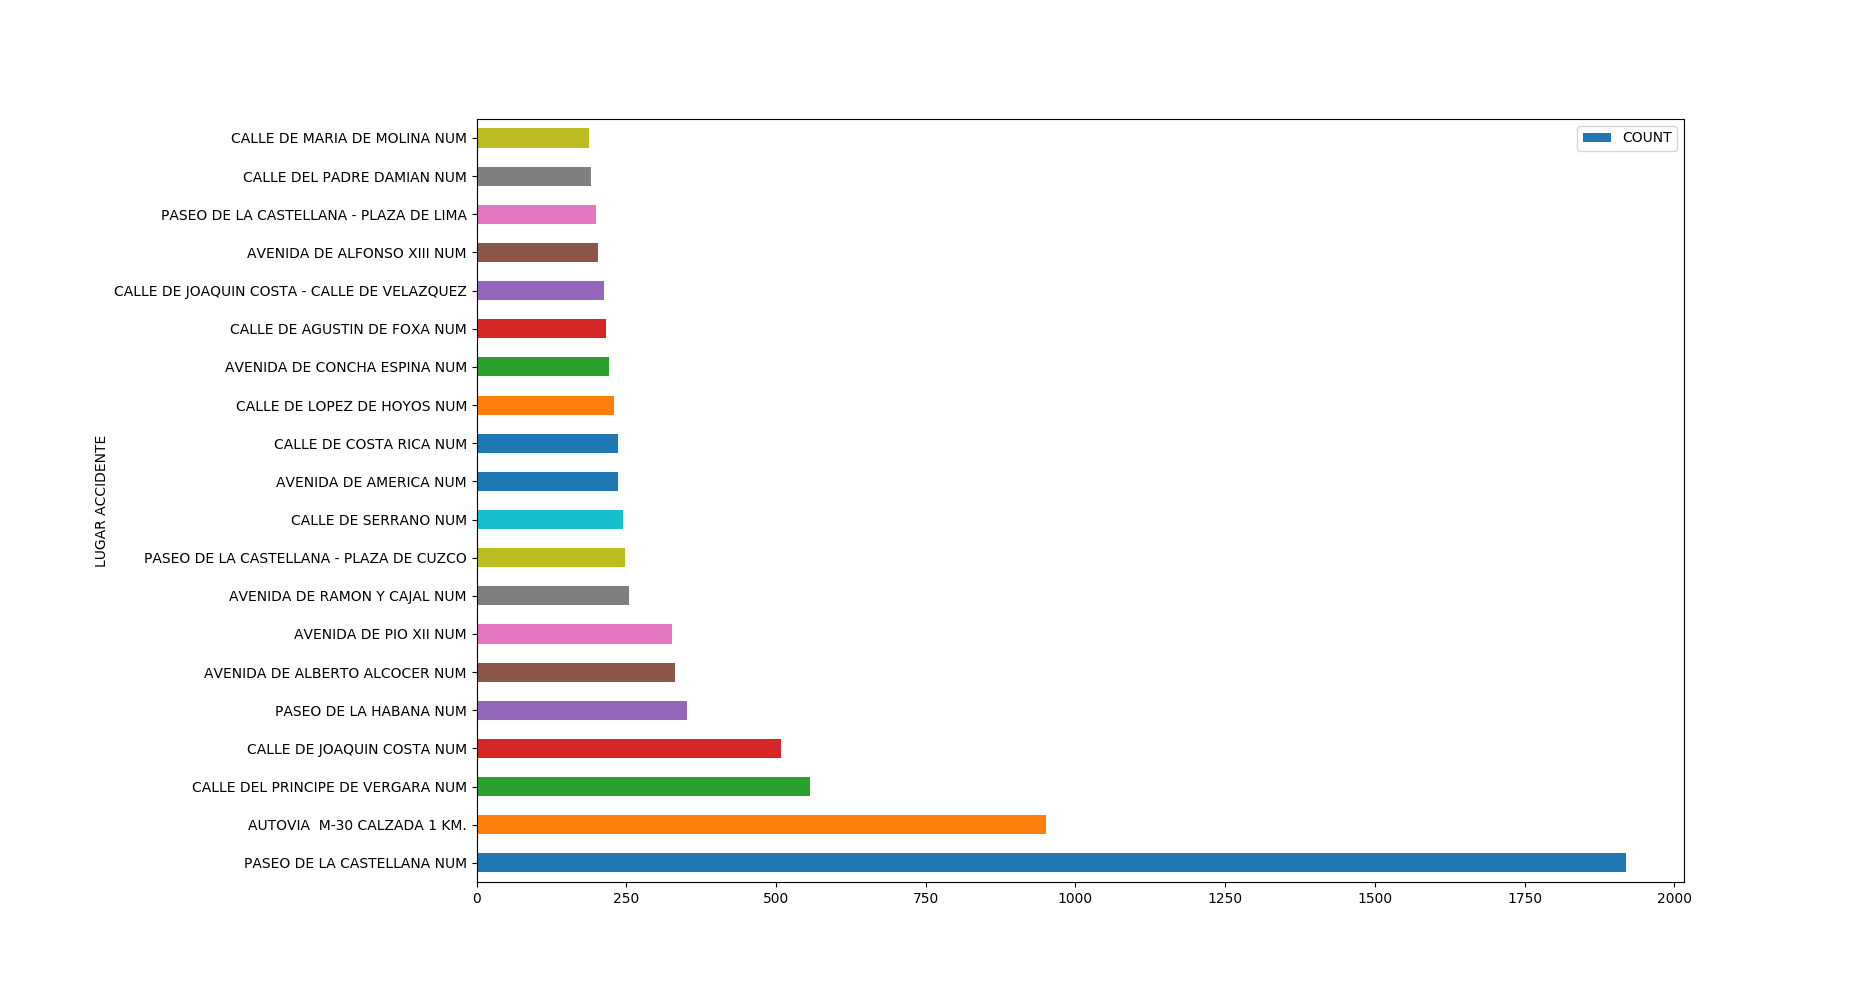 COUNT
CALLE DE MARIA DE MOLINA NUM
CALLE DEL PADRE DAMIAN NUM
PASEO DE LA CASTELLANA - PLAZA DE LIMA
AVENIDA DE ALFONSO XIII NUM
CALLE DE JOAQUIN COSTA - CALLE DE VELAZQUEZ
CALLE DE AGUSTIN DE FOXA NUM
AVENIDA DE CONCHA ESPINA NUM
CALLE DE LOPEZ DE HOYOS NUM
CALLE DE COSTA RICA NUM
AVENIDA DE AMERICA NUM
CALLE DE SERRANO NUM
PASEO DE LA CASTELLANA - PLAZA DE CUZCO
AVENIDA DE RAMON Y CAJAL NUM
AVENIDA DE PIO XII NUM
AVENIDA DE ALBERTO ALCOCER NUM
PASEO DE LA HABANA NUM
CALLE DE JOAQUIN COSTA NUM
CALLE DEL PRINCIPE DE VERGARA NUM
AUTOVIA  M-30 CALZADA 1 KM.
PASEO DE LA CASTELLANA NUM
LUGAR ACCIDENTE
0 250 500 750 1000 1250 1500 1750 2000